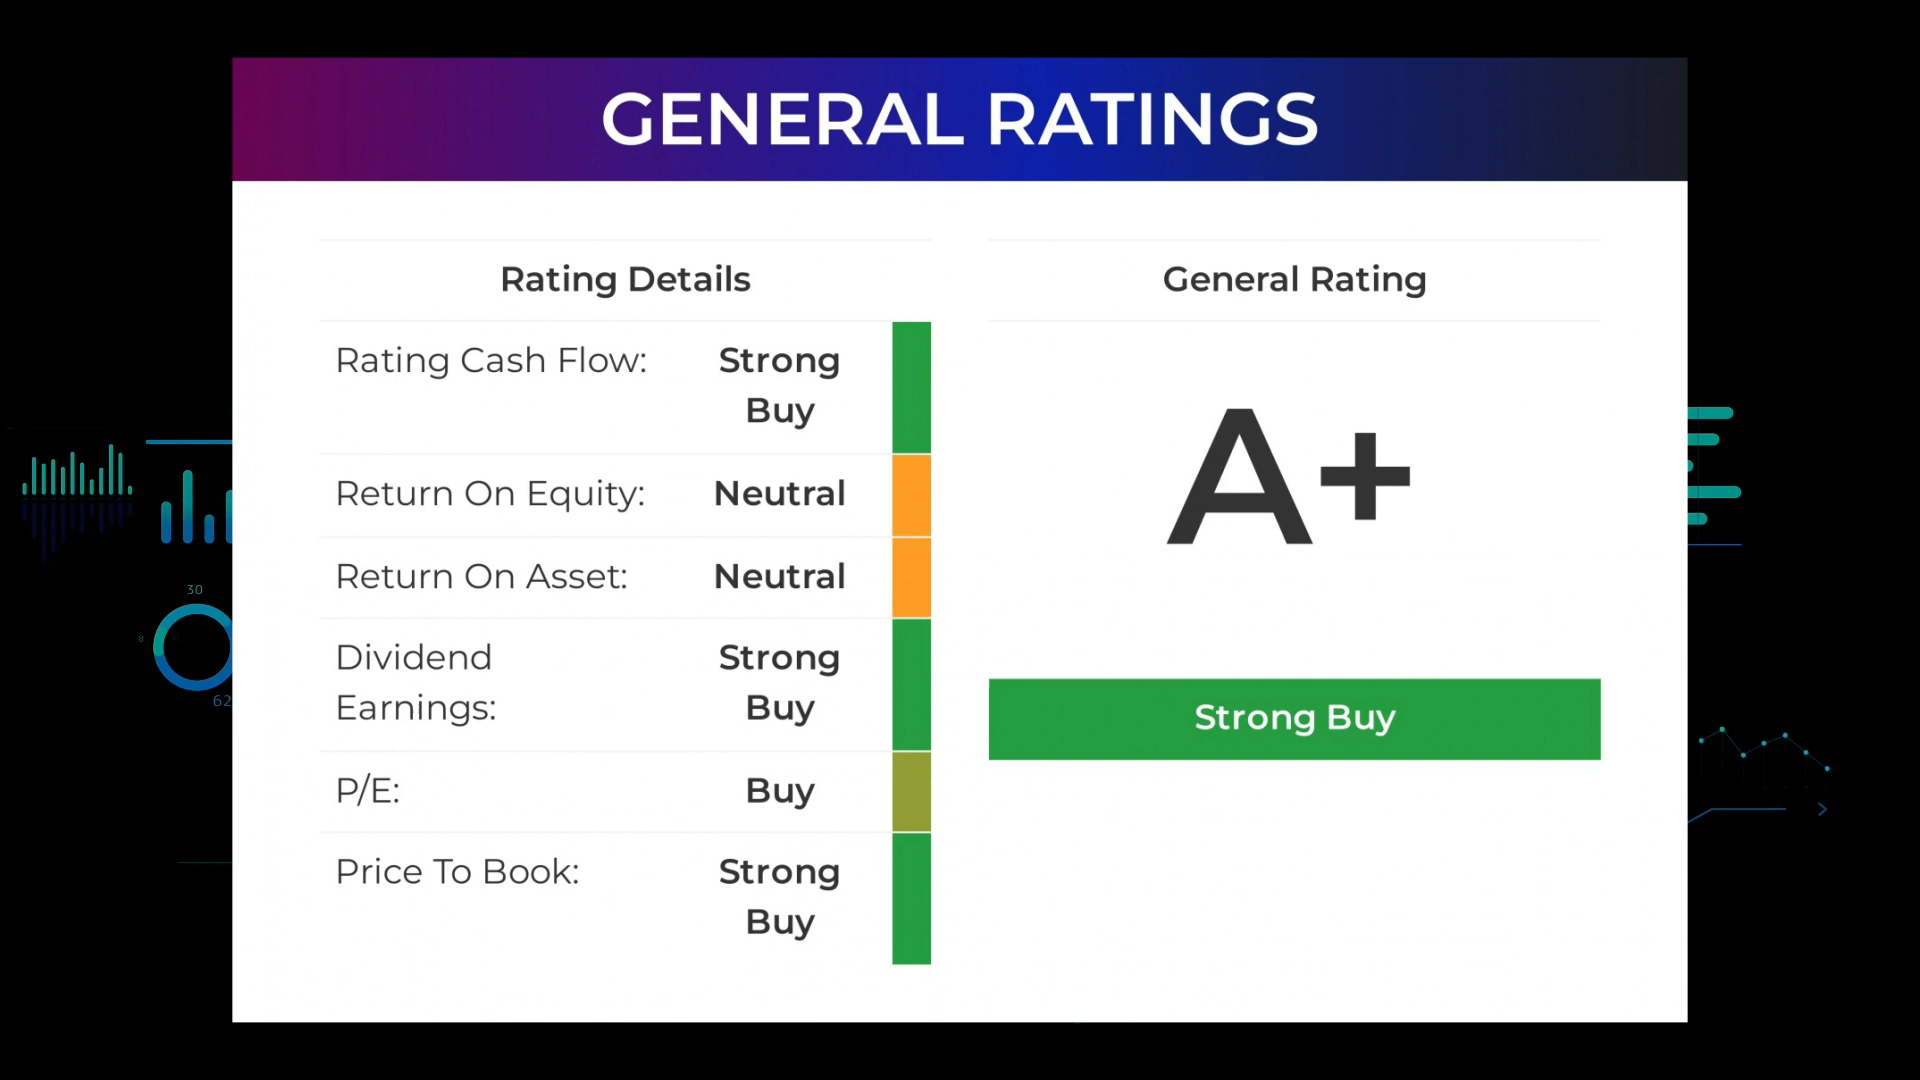 GENERAL RATINGS
Rating Details
Rating Cash Flow: Strong
Buy
Return On Equity: Neutral
Return On Asset: Neutral
Dividend Strong
Earnings: Buy
P/E: Buy
Price To Book: Strong
Buy
General Rating
A+
Strong Buy
30
8
62